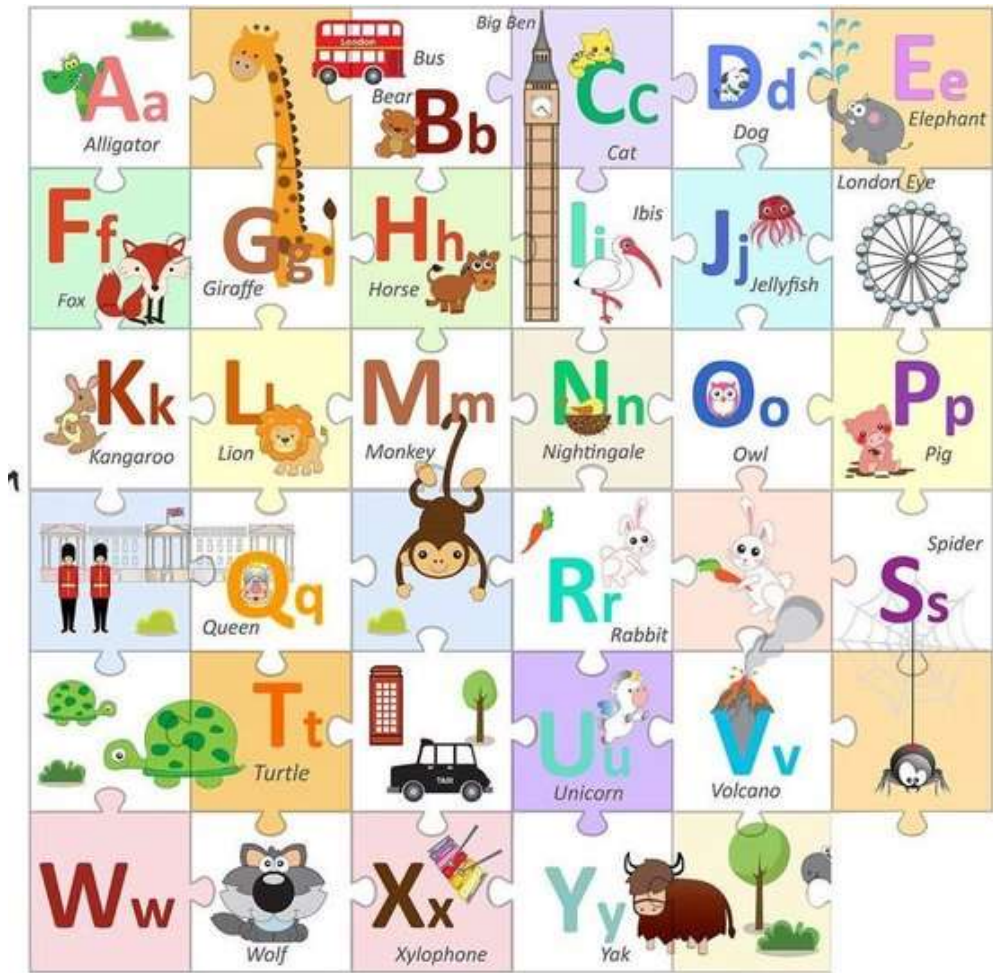 Big Ben
London
Bus
Bear
Aa
Alligator
Bb
Cc
Cat
Dd
Dog
Ee
Elephant
London Eye
Ff
Fox
Gg
Giraffe
Hh
Horse
Ii
Ibis
Jj
Jellyfish
Kk
Kangaroo
Ll
Lion
Mm
Monkey
Nn
Nightingale
Oo
Owl
Pp
Pig
Qq
Queen
Rr
Rabbit
Spider
Ss
Tt
Turtle
TAXI
Uu
Unicorn
Vv
Volcano
Ww
Wolf
Xx
Xylophone
Yy
Yak